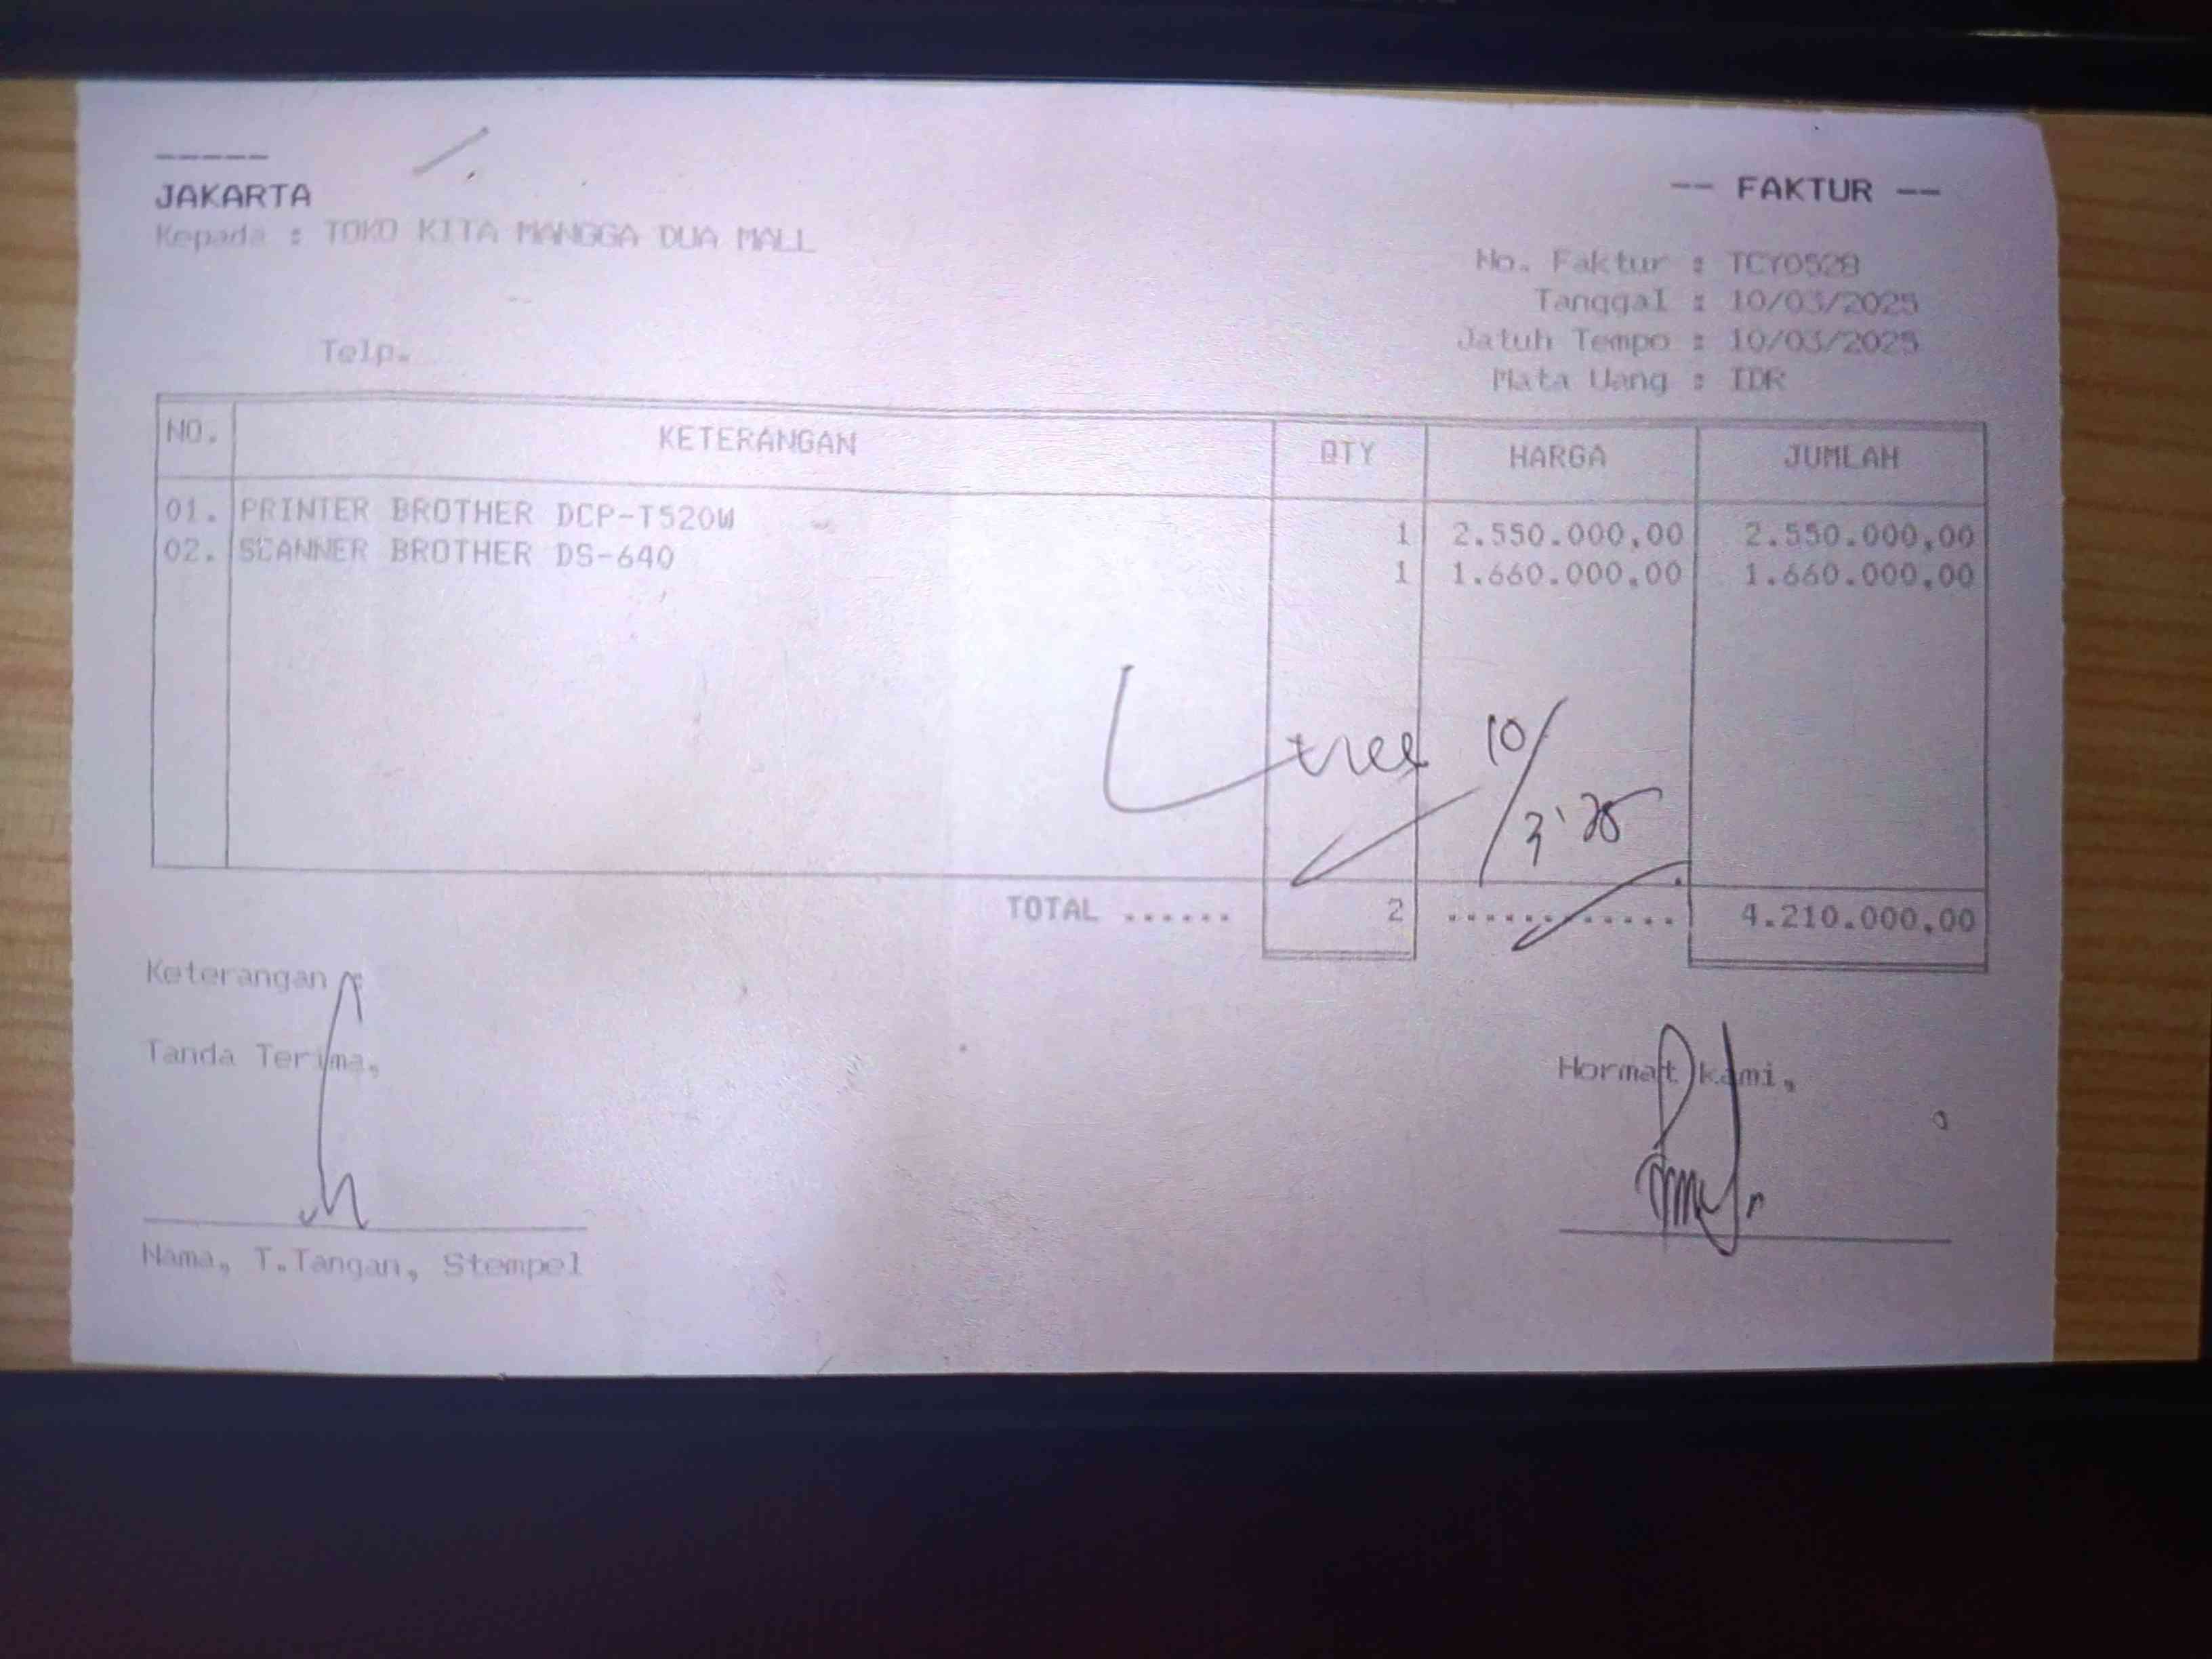 -----
JAKARTA
-- FAKTUR --
Kepada : TOKO KITA MANGGA DUA MALL
No. Faktur : TCY0528
Tanggal : 10/03/2025
Telp.
Jatuh Tempo : 10/03/2025
Mata Uang : IDR
NO. KETERANGAN QTY HARGA JUMLAH
01. PRINTER BROTHER DCP-T520W 1 2.550.000,00 2.550.000,00
02. SCANNER BROTHER DS-640 1 1.660.000,00 1.660.000,00
10/3'25
TOTAL ...... 2 ............ 4.210.000,00
Keterangan
Tanda Terima, Hormat kami,
Nama, T.Tangan, Stempel